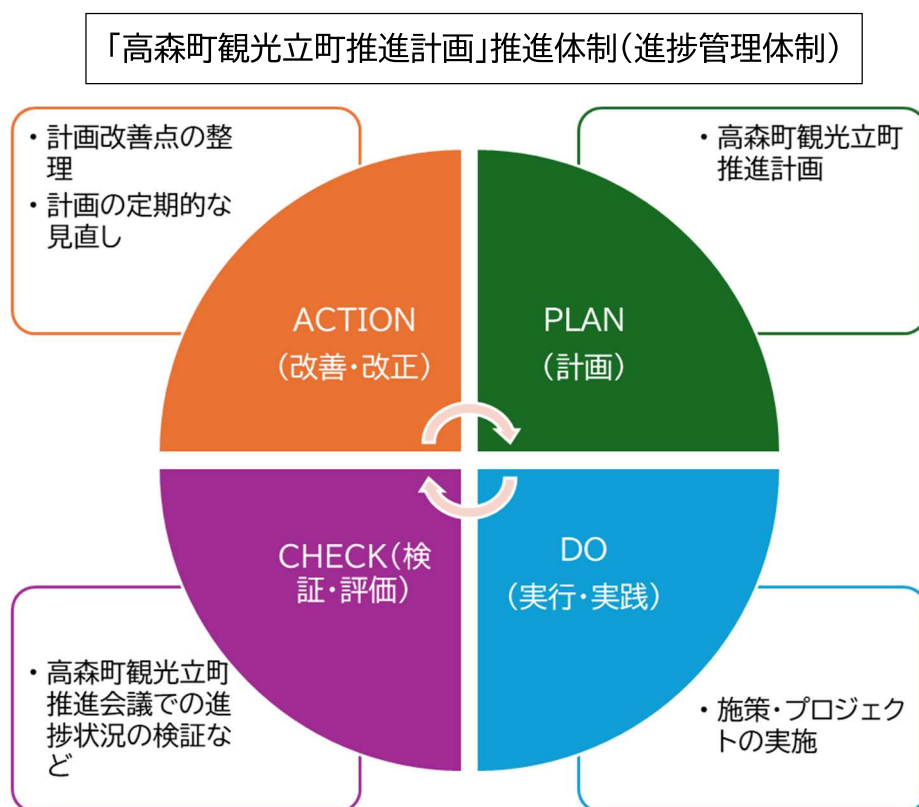 「高森町観光立町推進計画」推進体制(進捗管理体制)
・計画改善点の整
理
・計画の定期的な
見直し
・高森町観光立町
推進計画
ACTION
(改善・改正)
PLAN
(計画)
CHECK(検
証・評価)
DO
(実行・実践)
・高森町観光立町
推進会議での進
捗状況の検証な
ど
・施策・プロジェク
トの実施